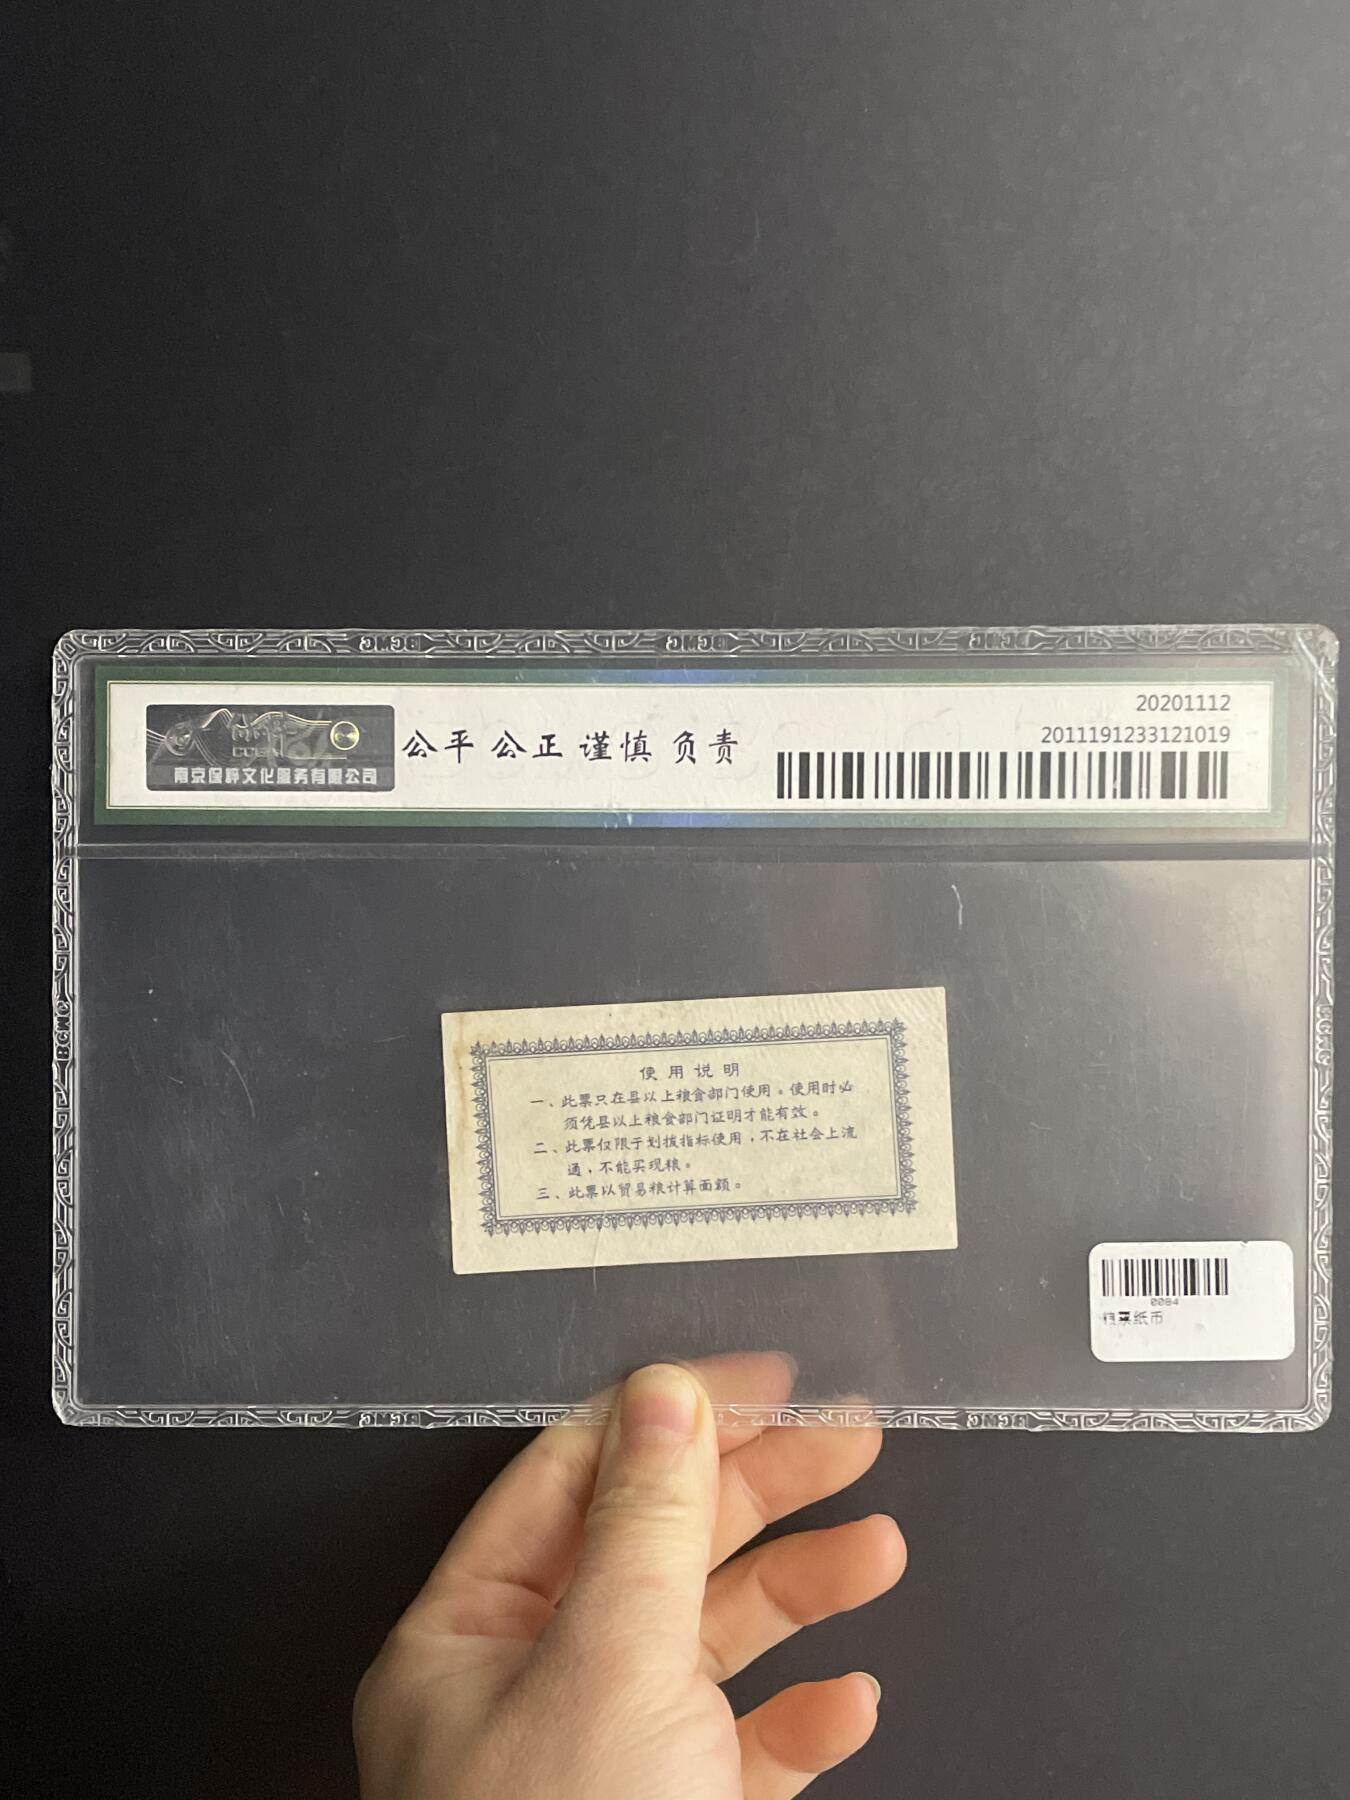 20201112
2011191233121019
公平 公正 谨慎 负责
南京保粹文化服务有限公司
使用说明
一、此票只在县以上粮食部门使用。使用时必
须凭县以上粮食部门证明才能有效。
二、此票仅限于划拨指标使用，不在社会上流
通，不能买现粮。
三、此票以贸易粮计算面额。
0084
粮票纸币